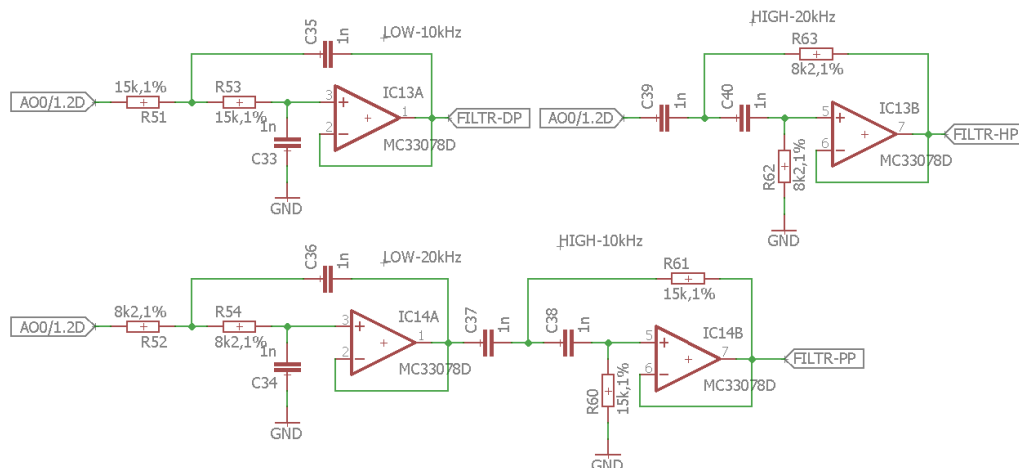 C35
1n
LOW-10kHz
15k,1%
R53
IC13A
AO0/1.2D
3
1
FILTR-DP
R51
15k,1%
1n
2
MC33078D
C33
GND
HIGH-20kHz
R63
8k2,1%
C39
1n
C40
1n
IC13B
AO0/1.2D
5
7
FILTR-HP
6
MC33078D
R62
8k2,1%
GND
C36
1n
LOW-20kHz
8k2,1%
R54
IC14A
AO0/1.2D
3
1
R52
8k2,1%
1n
2
MC33078D
C34
GND
HIGH-10kHz
R61
15k,1%
C37
1n
C38
1n
IC14B
5
7
FILTR-PP
6
MC33078D
R60
15k,1%
GND